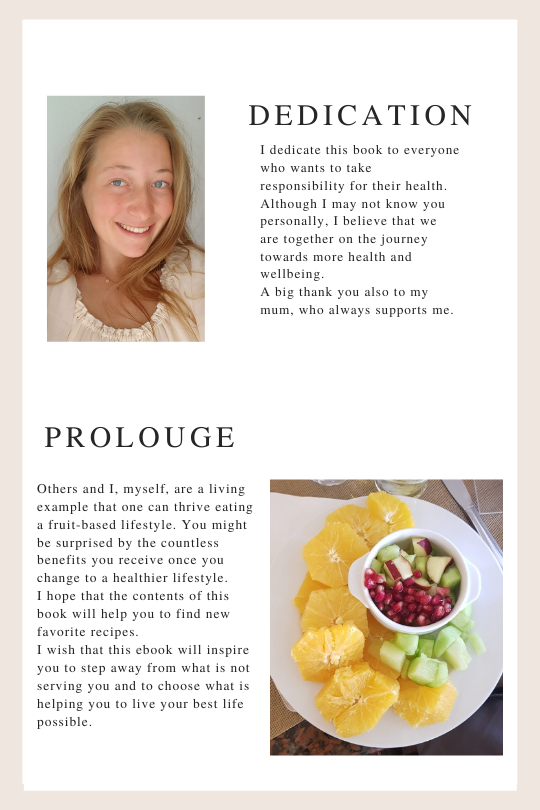 DEDICATION
I dedicate this book to everyone
who wants to take
responsibility for their health.
Although I may not know you
personally, I believe that we
are together on the journey
towards more health and
wellbeing.
A big thank you also to my
mum, who always supports me.
PROLOUGE
Others and I, myself, are a living
example that one can thrive eating
a fruit-based lifestyle. You might
be surprised by the countless
benefits you receive once you
change to a healthier lifestyle.
I hope that the contents of this
book will help you to find new
favorite recipes.
I wish that this ebook will inspire
you to step away from what is not
serving you and to choose what is
helping you to live your best life
possible.